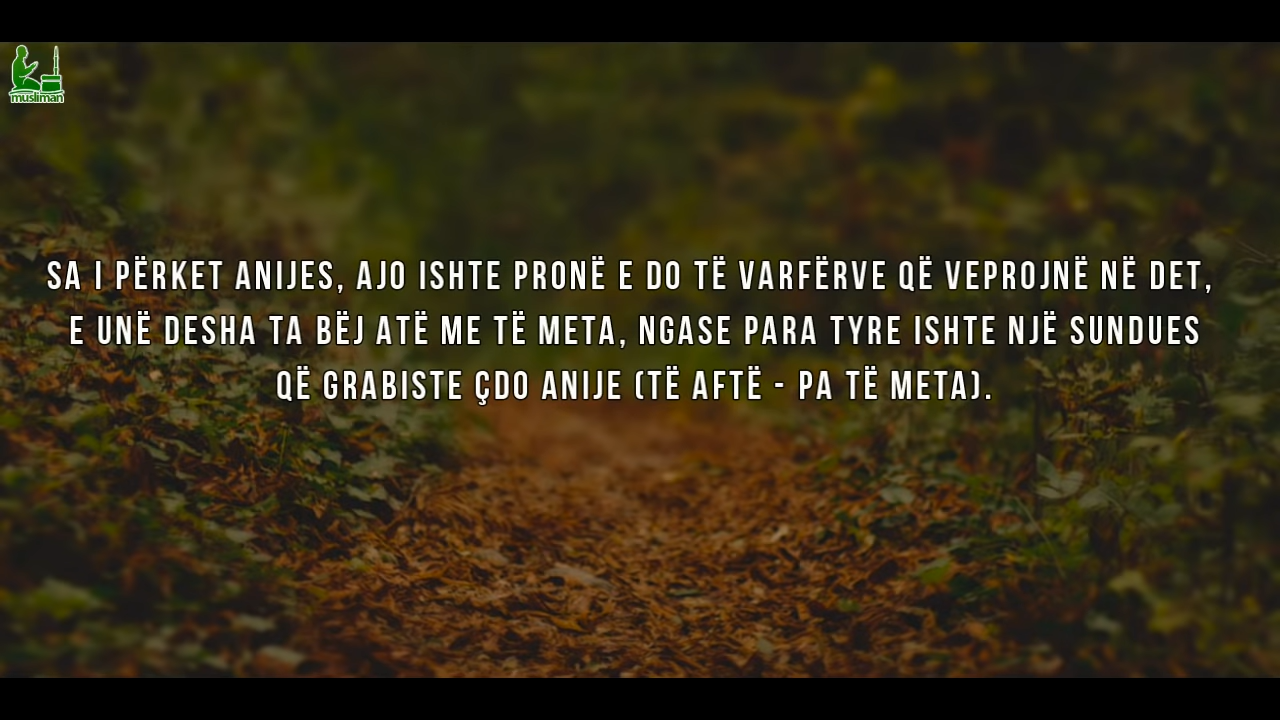 musliman
SA I PËRKET ANIJES, AJO ISHTE PRONË E DO TË VARFËRVE QË VEPROJNË NË DET,
E UNË DESHA TA BËJ ATË ME TË META, NGASE PARA TYRE ISHTE NJË SUNDUES
QË GRABISTE ÇDO ANIJE (TË AFTË - PA TË META).